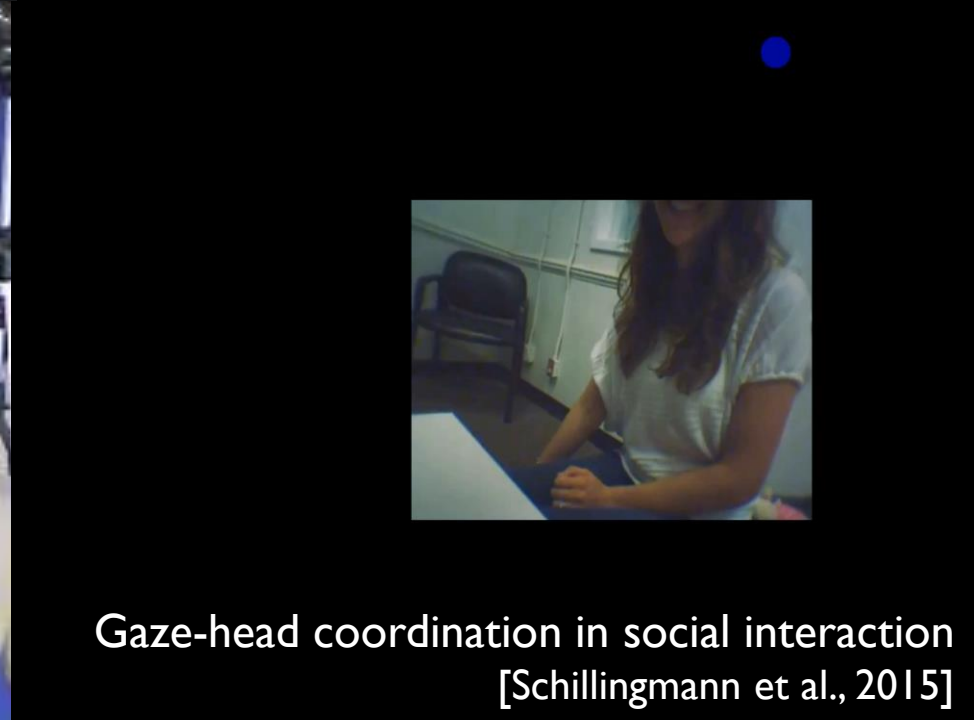 Gaze-head coordination in social interaction
[Schillingmann et al., 2015]